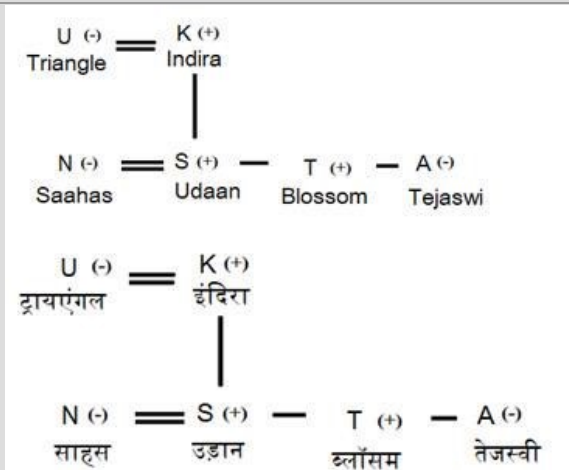 U (-) K (+)
Triangle Indira
N (-) S (+) T (+) A (-)
Saahas Udaan Blossom Tejaswi
U (-) K (+)
ट्रायएंगल इंदिरा
N (-) S (+) T (+) A (-)
साहस उड़ान ब्लॉसम तेजस्वी